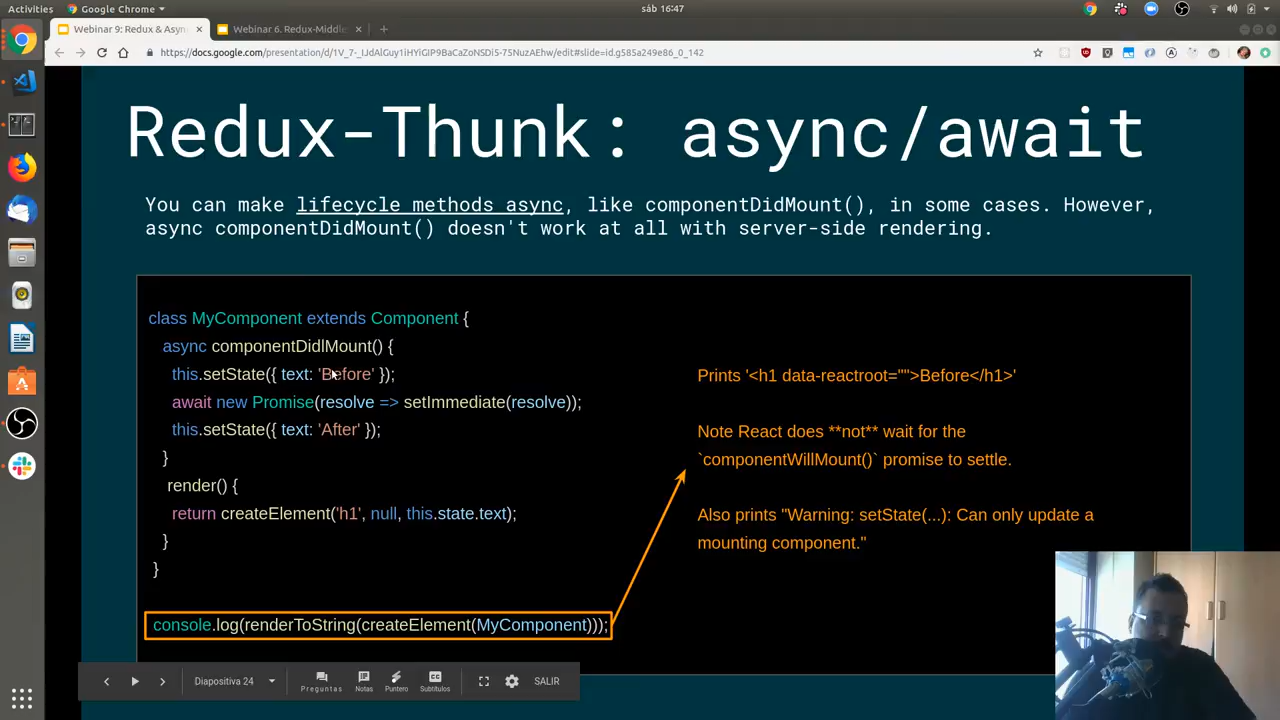 Activities
Google Chrome
sáb 16:47
Webinar 9: Redux & Asyn
Webinar 6. Redux-Middle
https://docs.google.com/presentation/d/1V_7-_IJdAlGuy1iHYiGIP9BaCaZoNSDi5-75NuzAEhw/edit#slide=id.g585a249e86_0_142
Redux-Thunk: async/await
You can make lifecycle methods async, like componentDidMount(), in some cases. However,
async componentDidMount() doesn't work at all with server-side rendering.
class MyComponent extends Component {
async componentDidlMount() {
this.setState({ text: 'Before' });
await new Promise(resolve => setImmediate(resolve));
this.setState({ text: 'After' });
}
render() {
return createElement('h1', null, this.state.text);
}
}
console.log(renderToString(createElement(MyComponent)));
Prints '<h1 data-reactroot="">Before</h1>'
Note React does **not** wait for the
`componentWillMount()` promise to settle.
Also prints "Warning: setState(...): Can only update a
mounting component."
Diapositiva 24
Preguntas
Notas
Puntero
Subtítulos
SALIR